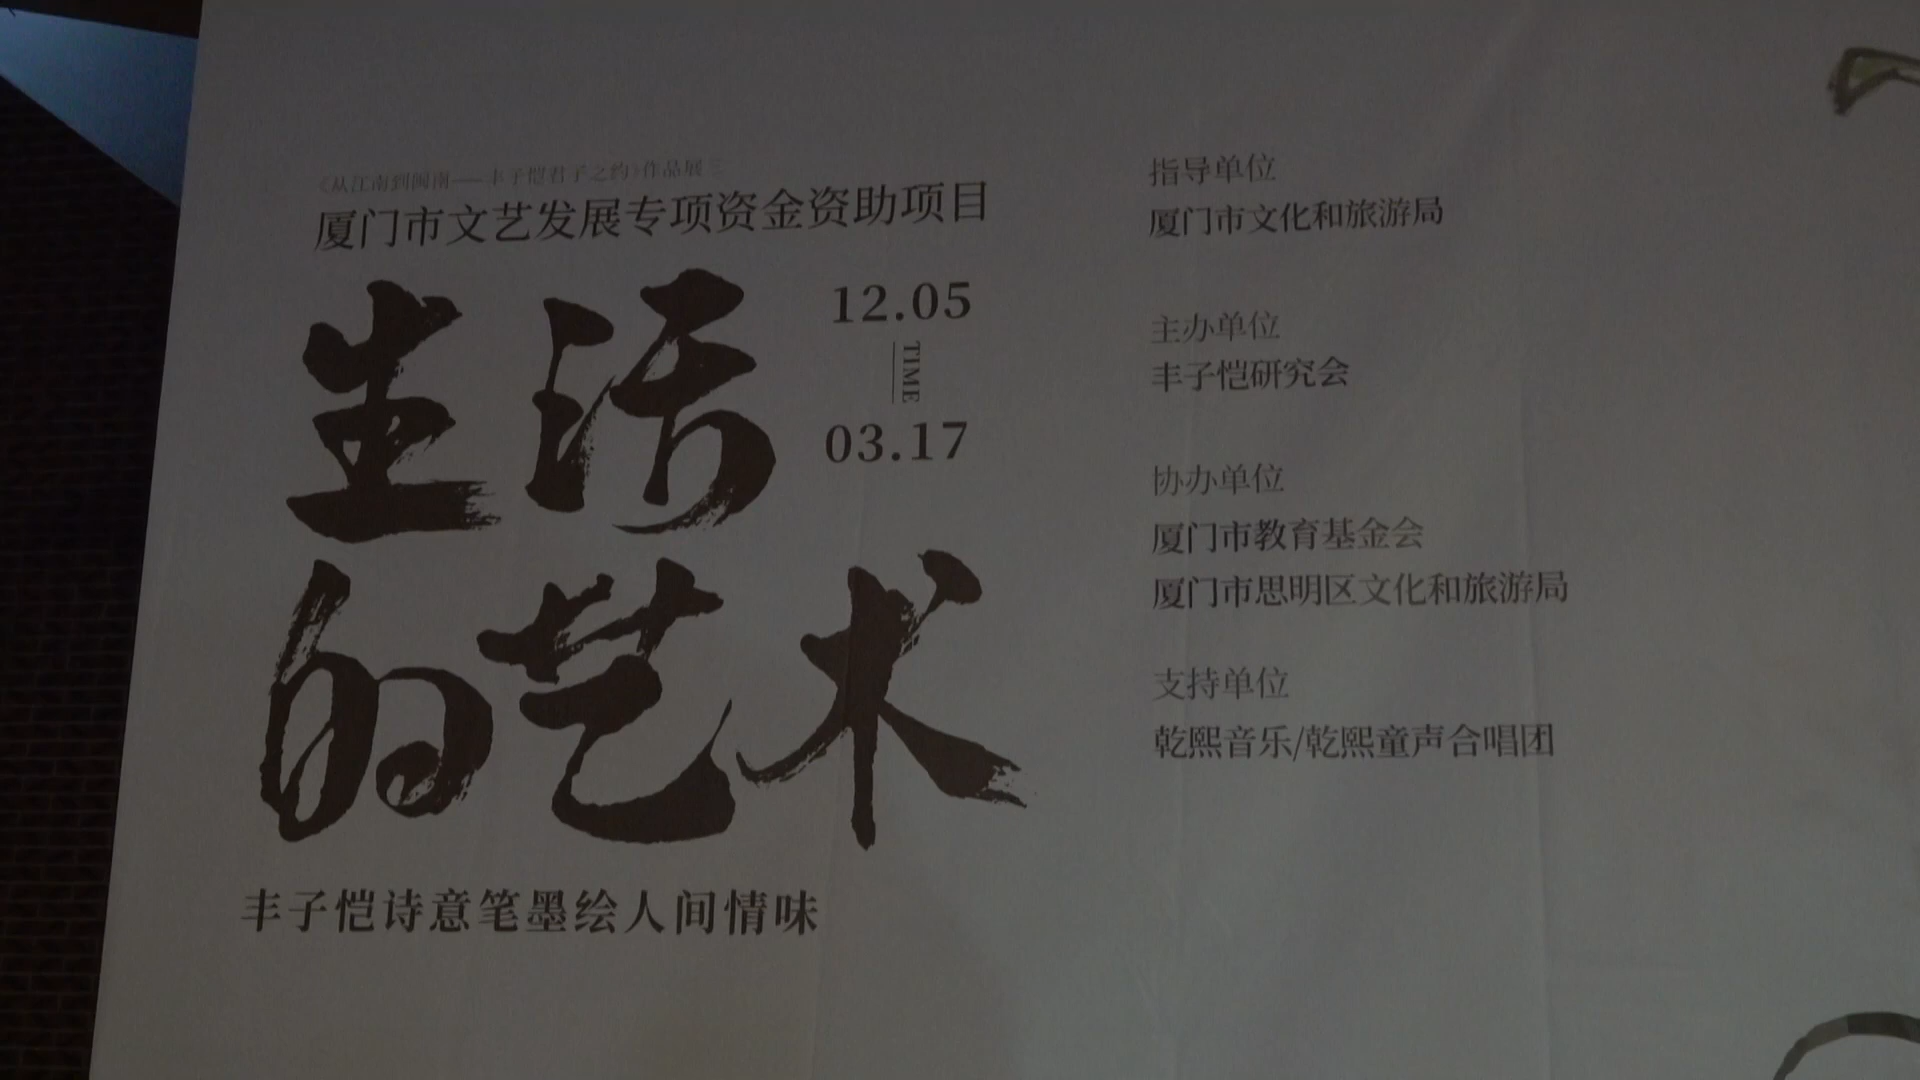 《从江南到闽南——丰子恺君子之约》作品展三
厦门市文艺发展专项资金资助项目
生活
的艺术
12.05
TIME
03.17
丰子恺诗意笔墨绘人间情味
指导单位
厦门市文化和旅游局
主办单位
丰子恺研究会
协办单位
厦门市教育基金会
厦门市思明区文化和旅游局
支持单位
乾熙音乐/乾熙童声合唱团